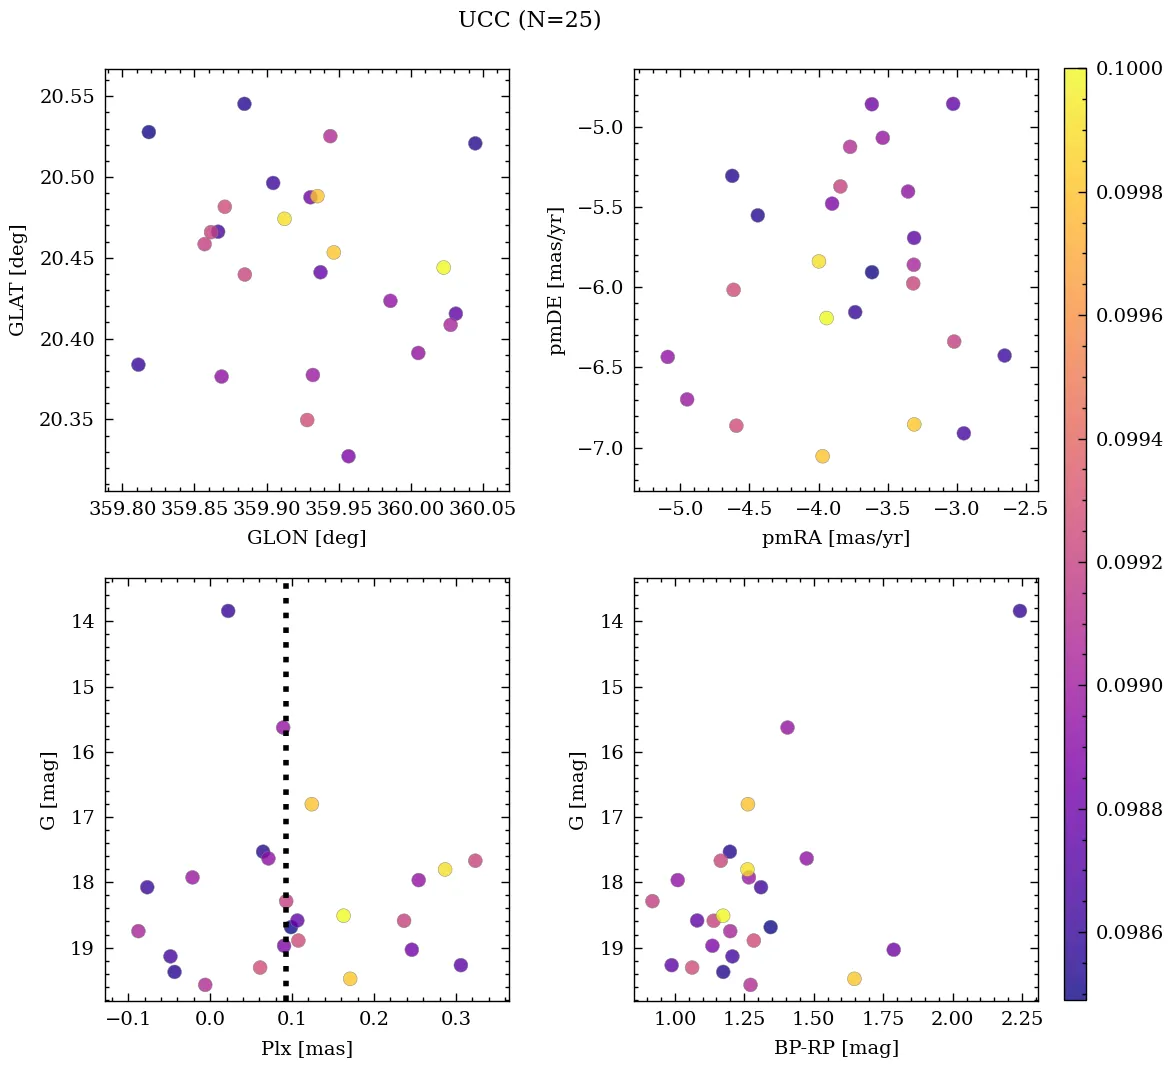 UCC (N=25)
20.55
20.50
20.45
20.40
20.35
GLAT [deg]
359.80 359.85 359.90 359.95 360.00 360.05
GLON [deg]
−5.0
−5.5
−6.0
−6.5
−7.0
pmDE [mas/yr]
−5.0 −4.5 −4.0 −3.5 −3.0 −2.5
pmRA [mas/yr]
0.1000
0.0998
0.0996
0.0994
0.0992
0.0990
0.0988
0.0986
14
15
16
17
18
19
G [mag]
−0.1 0.0 0.1 0.2 0.3
Plx [mas]
14
15
16
17
18
19
G [mag]
1.00 1.25 1.50 1.75 2.00 2.25
BP-RP [mag]